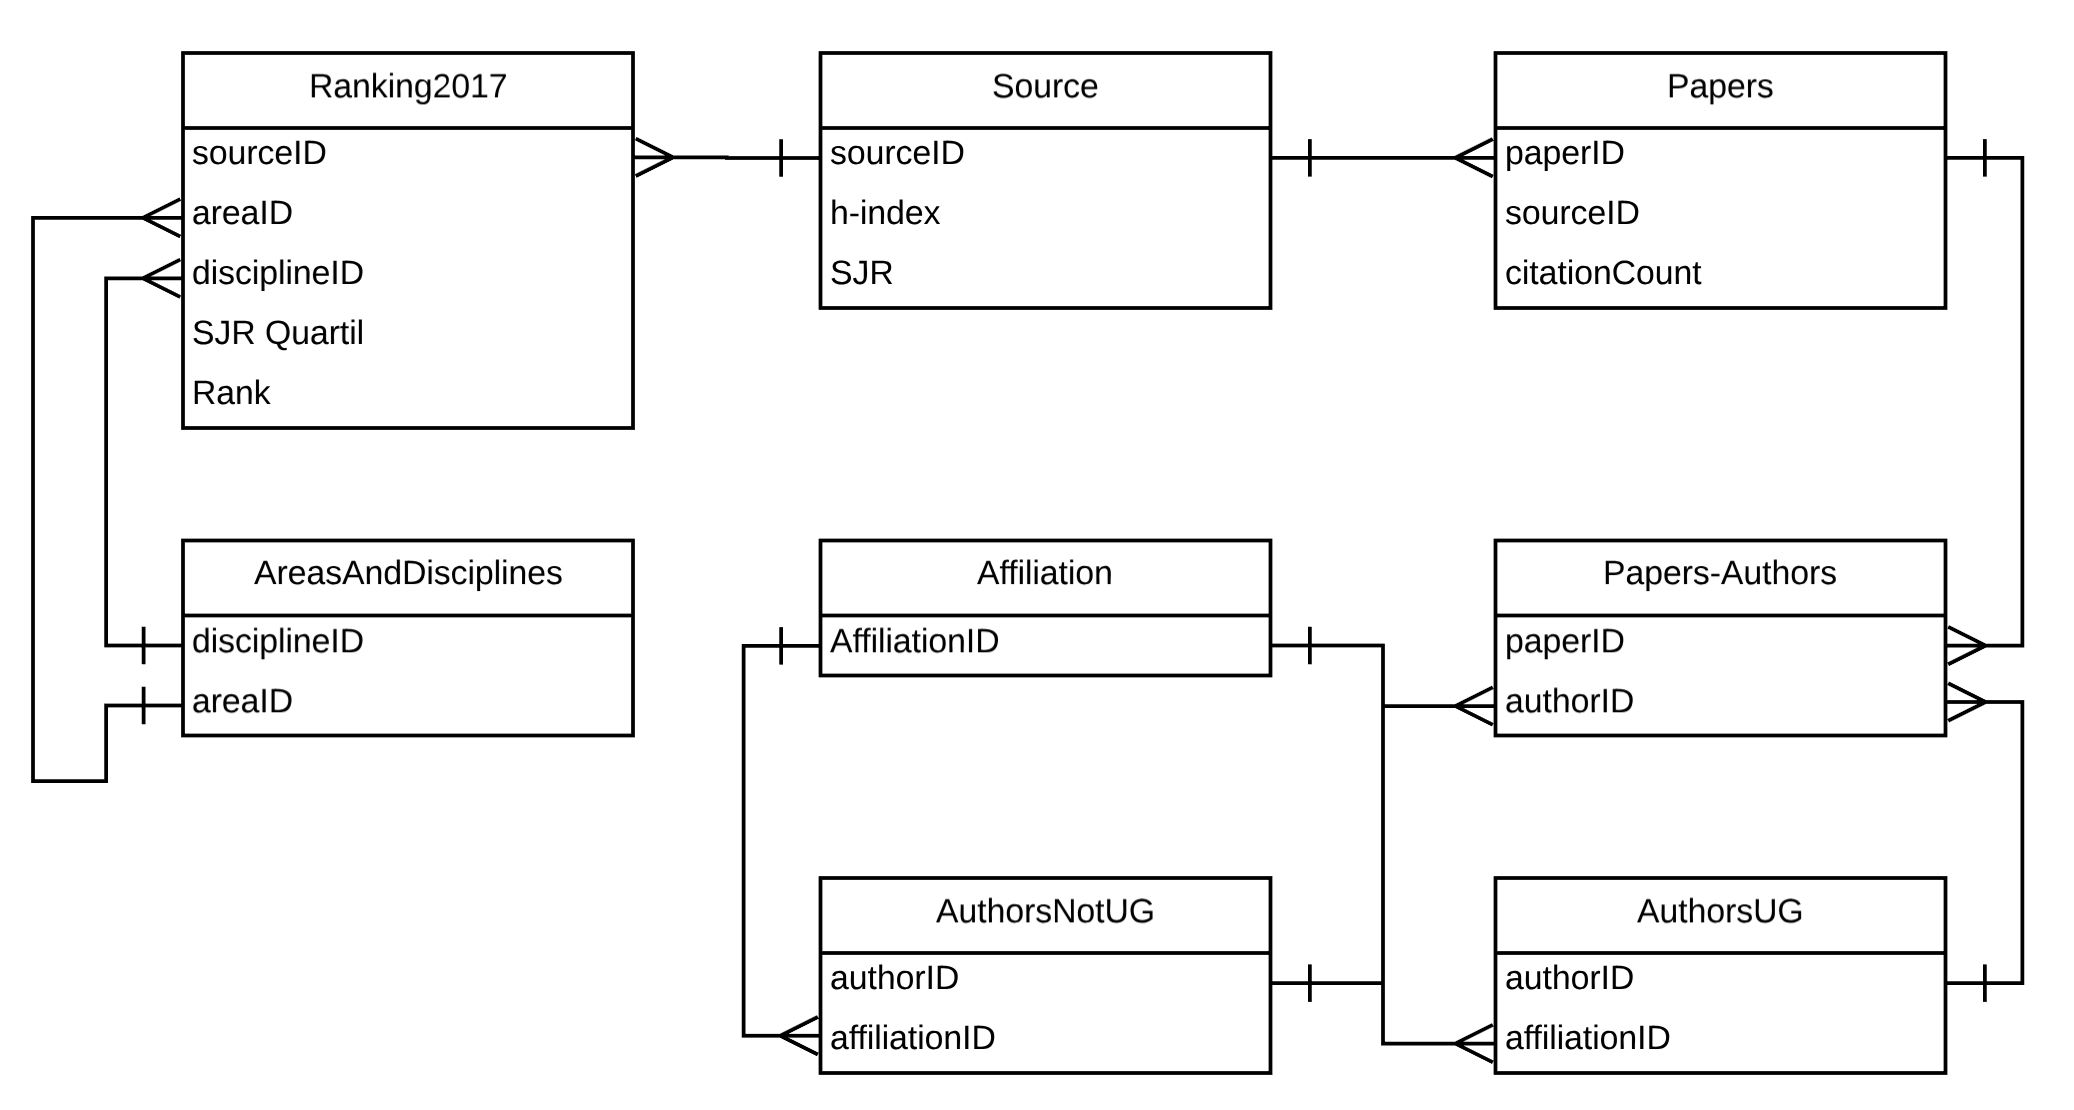 Ranking2017
sourceID
areaID
disciplineID
SJR Quartil
Rank
Source
sourceID
h-index
SJR
Papers
paperID
sourceID
citationCount
AreasAndDisciplines
disciplineID
areaID
Affiliation
AffiliationID
Papers-Authors
paperID
authorID
AuthorsNotUG
authorID
affiliationID
AuthorsUG
authorID
affiliationID